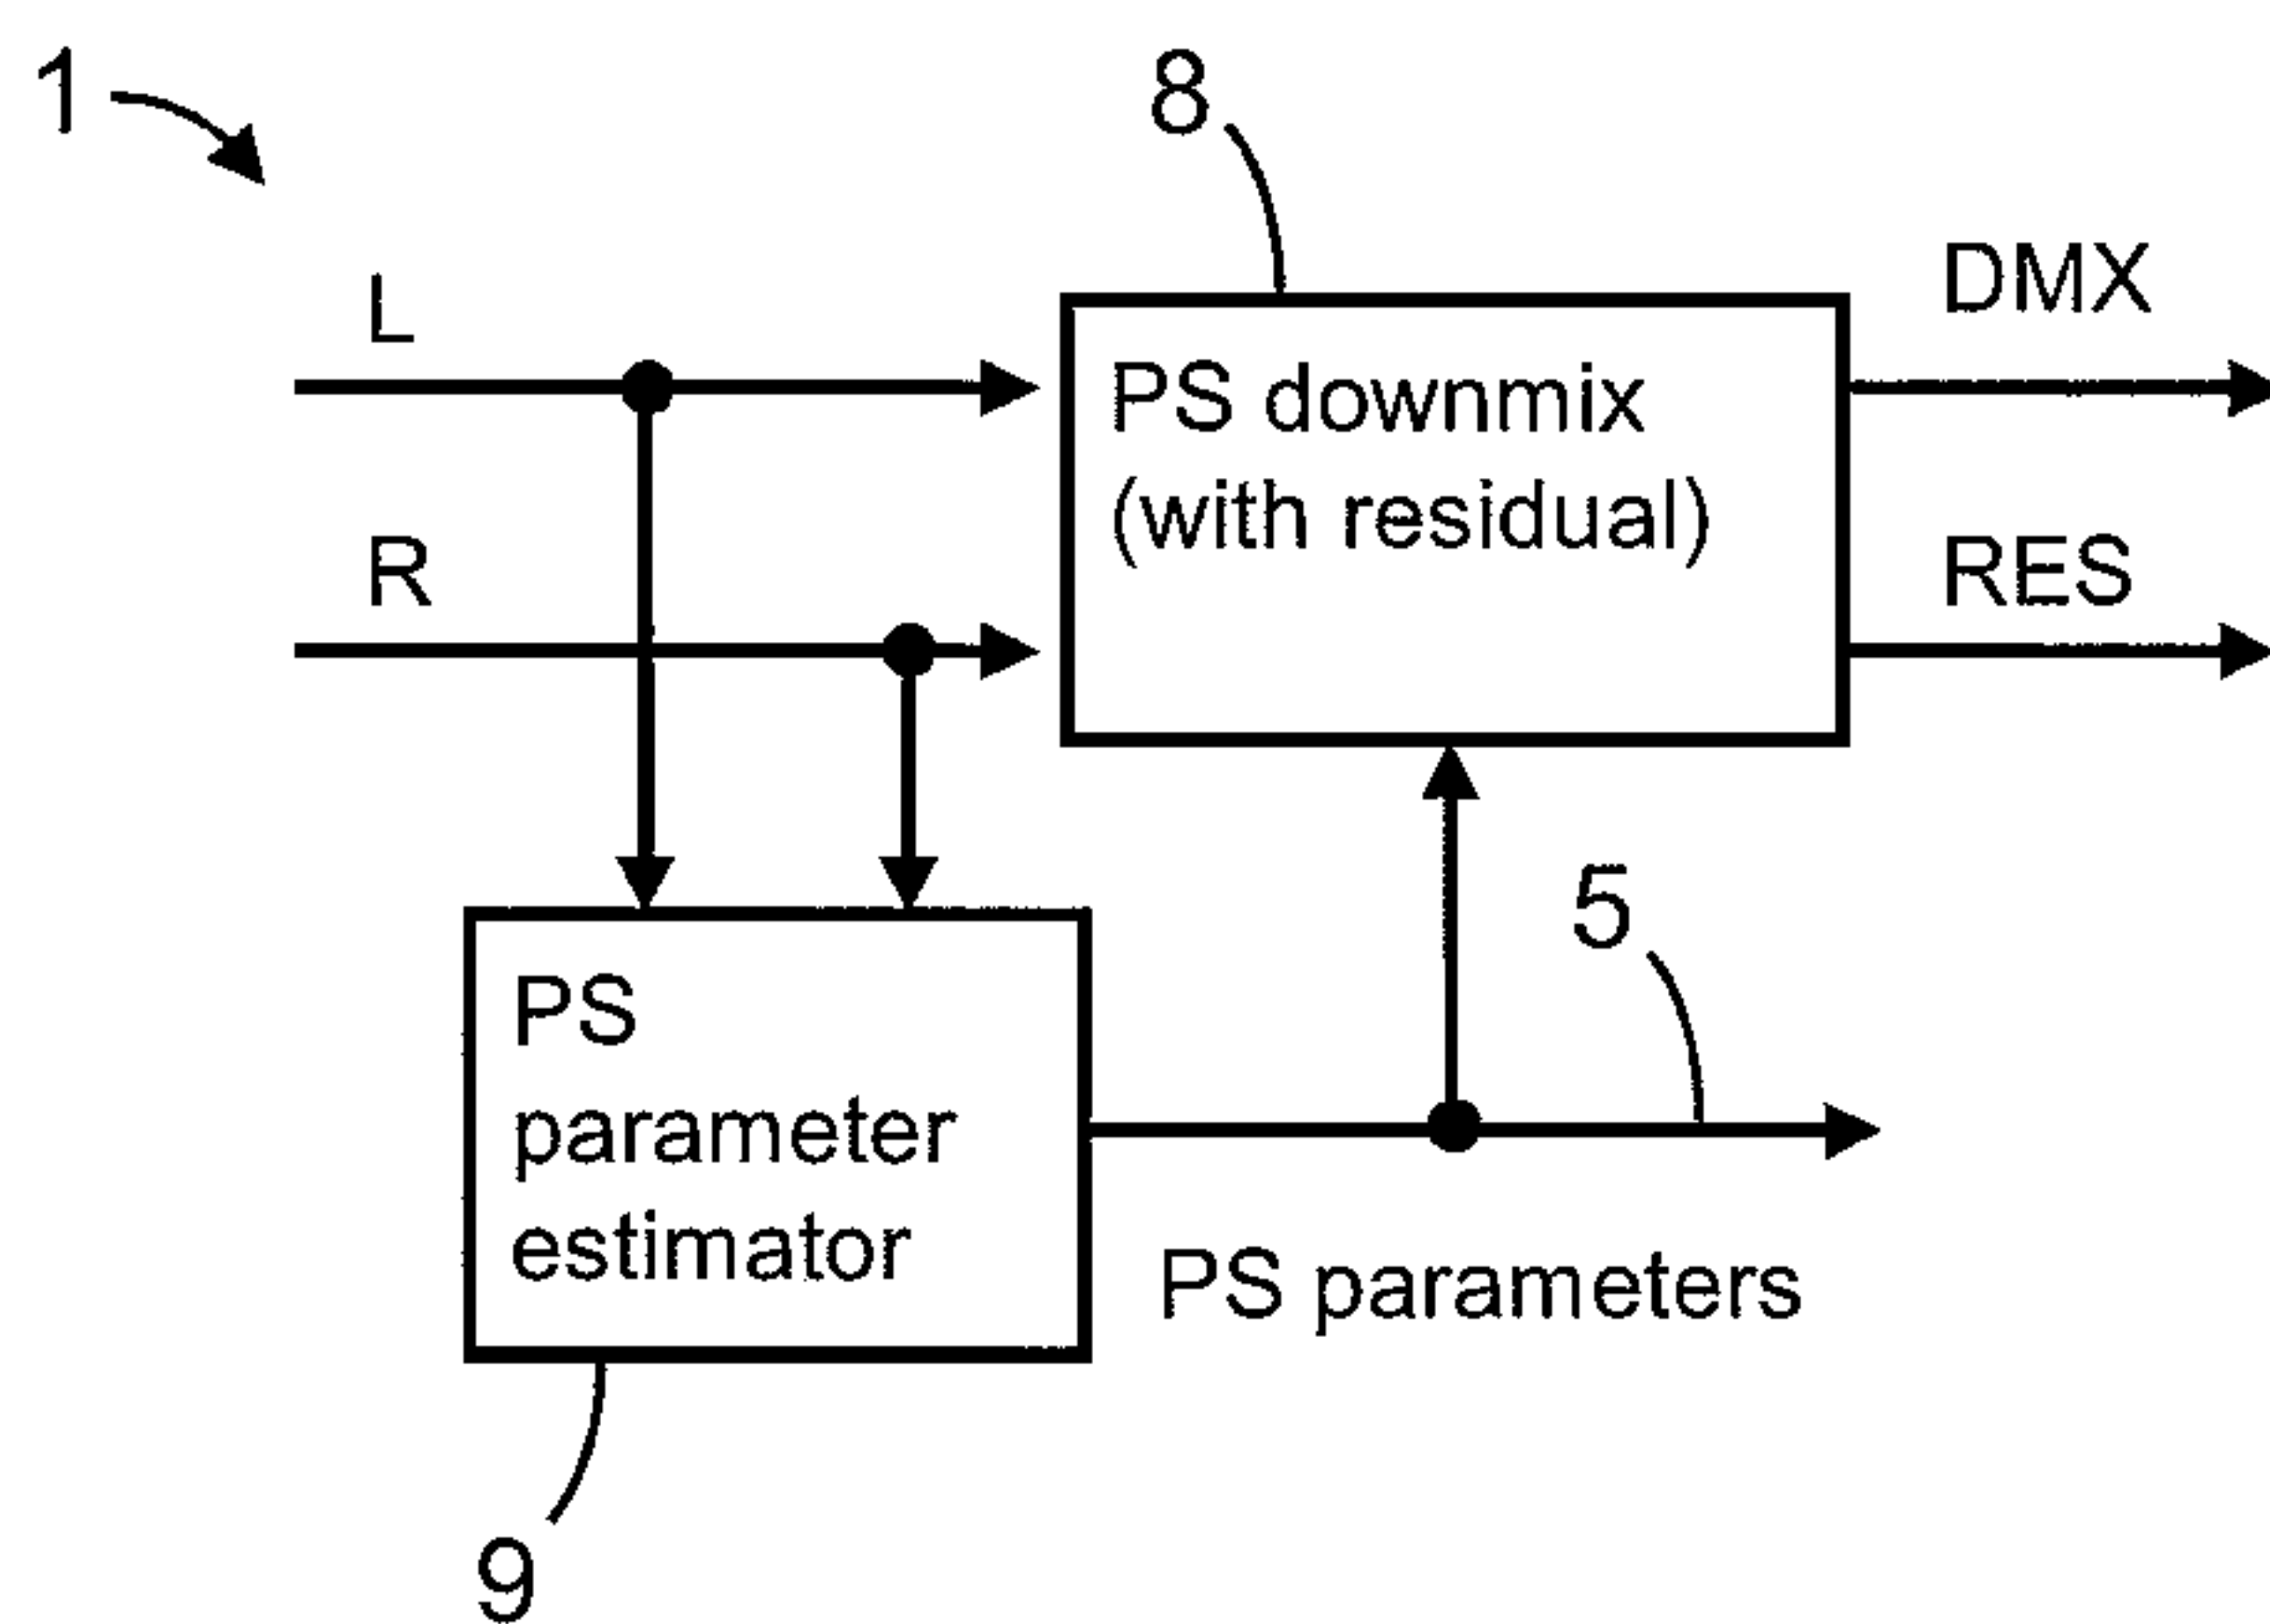 1
8
L
DMX
PS downmix
(with residual)
R
RES
5
PS
parameter
estimator
PS parameters
9